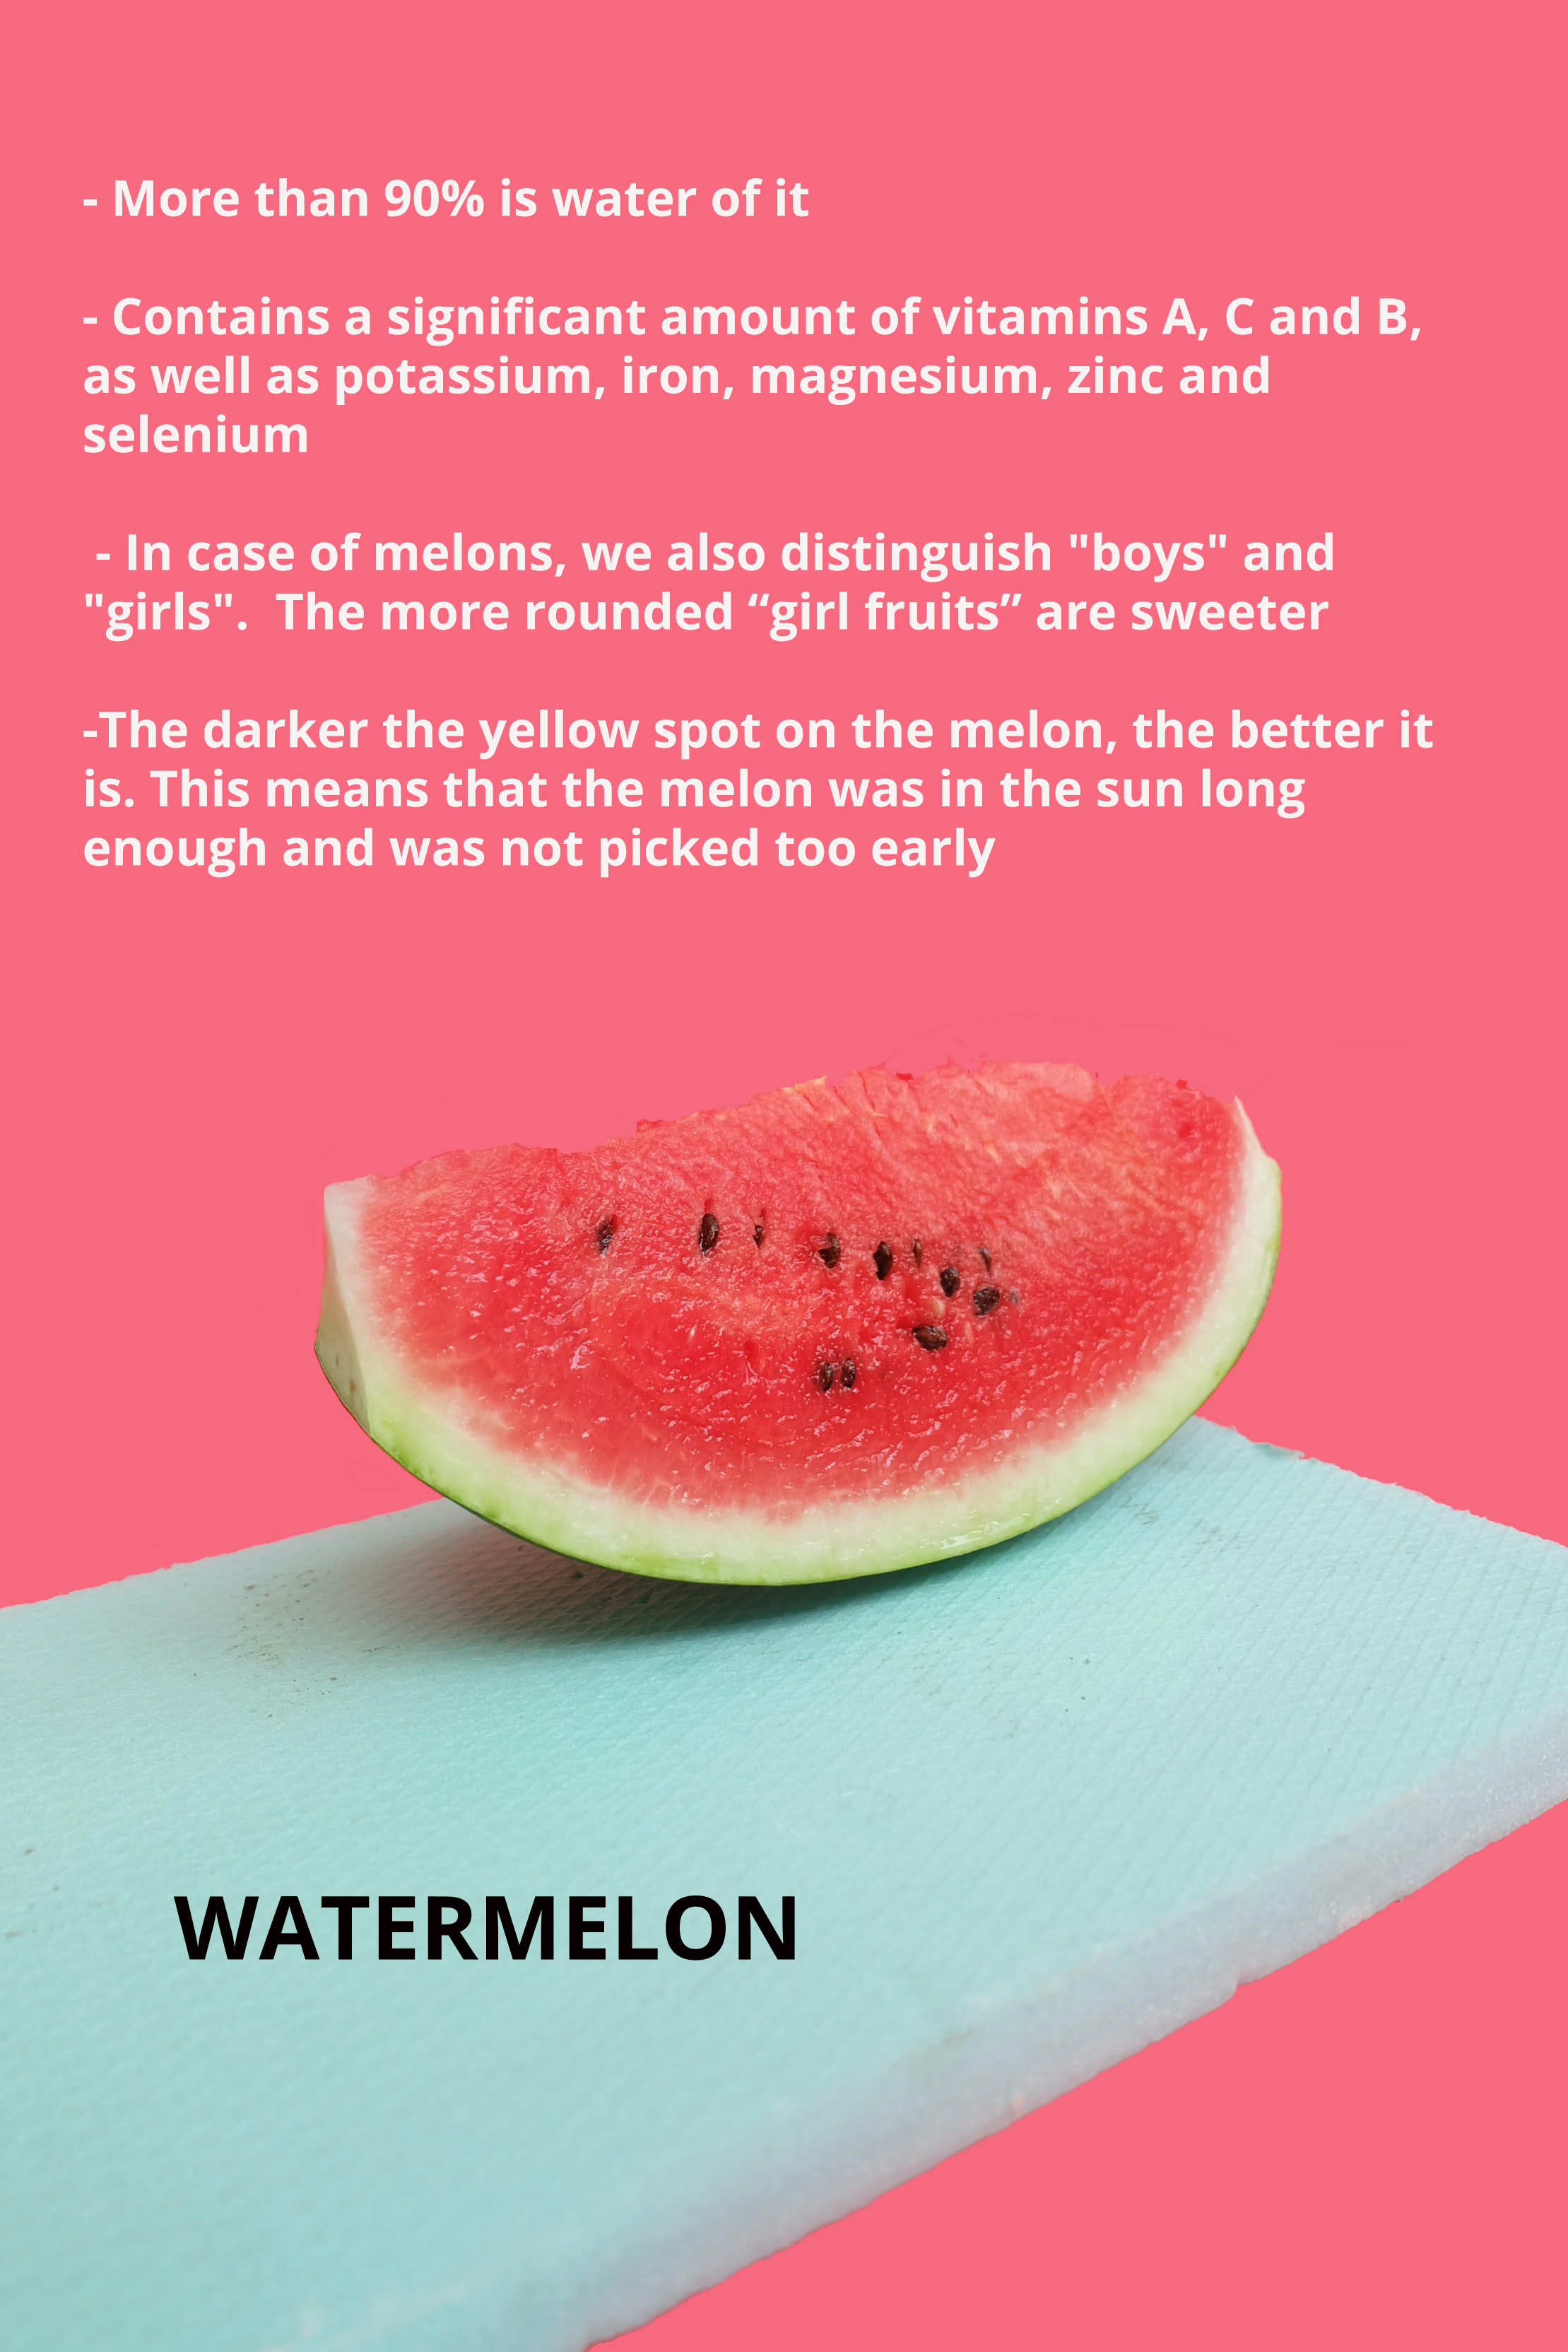 - More than 90% is water of it
- Contains a significant amount of vitamins A, C and B,
as well as potassium, iron, magnesium, zinc and
selenium
- In case of melons, we also distinguish "boys" and
"girls".  The more rounded “girl fruits” are sweeter
-The darker the yellow spot on the melon, the better it
is. This means that the melon was in the sun long
enough and was not picked too early
WATERMELON